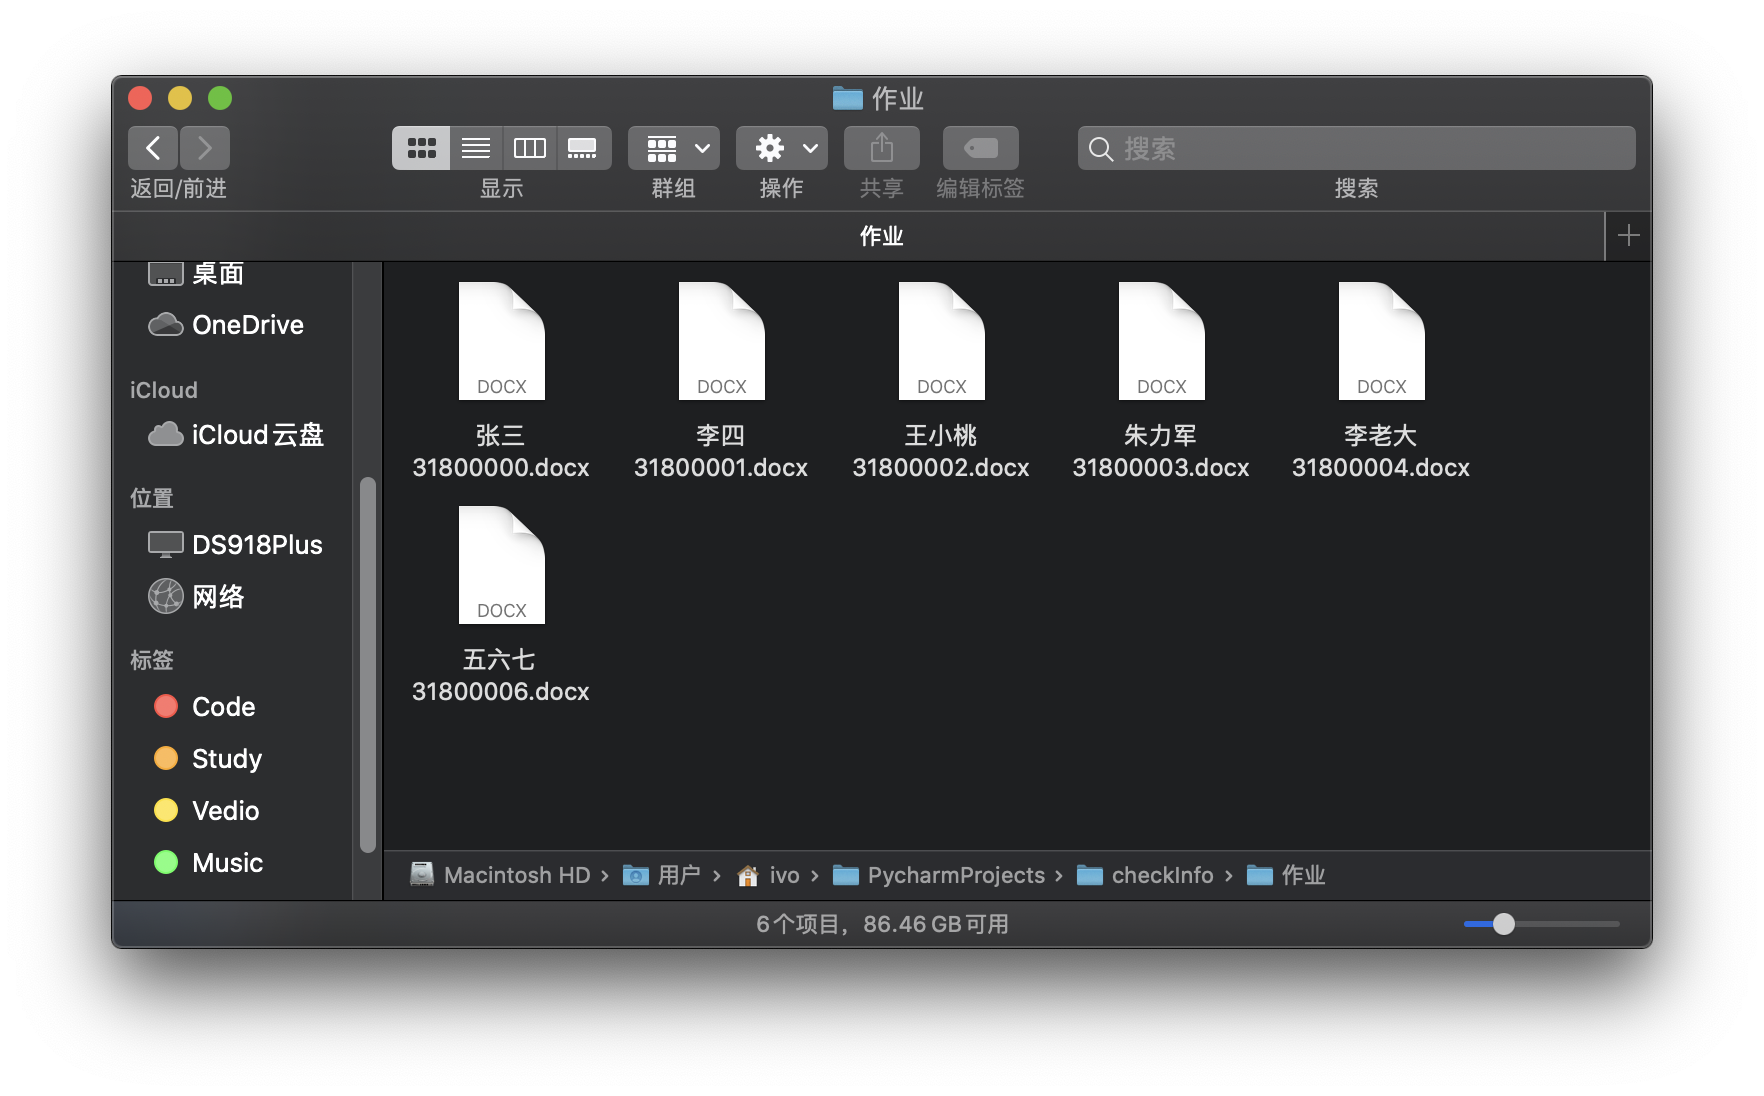 作业
返回/前进
显示
群组
操作
共享
编辑标签
搜索
搜索
作业
桌面
OneDrive
iCloud
iCloud云盘
位置
DS918Plus
网络
标签
Code
Study
Vedio
Music
DOCX
DOCX
DOCX
DOCX
DOCX
张三
31800000.docx
李四
31800001.docx
王小桃
31800002.docx
朱力军
31800003.docx
李老大
31800004.docx
DOCX
五六七
31800006.docx
Macintosh HD › 用户 › ivo › PycharmProjects › checkInfo › 作业
6个项目，86.46 GB可用